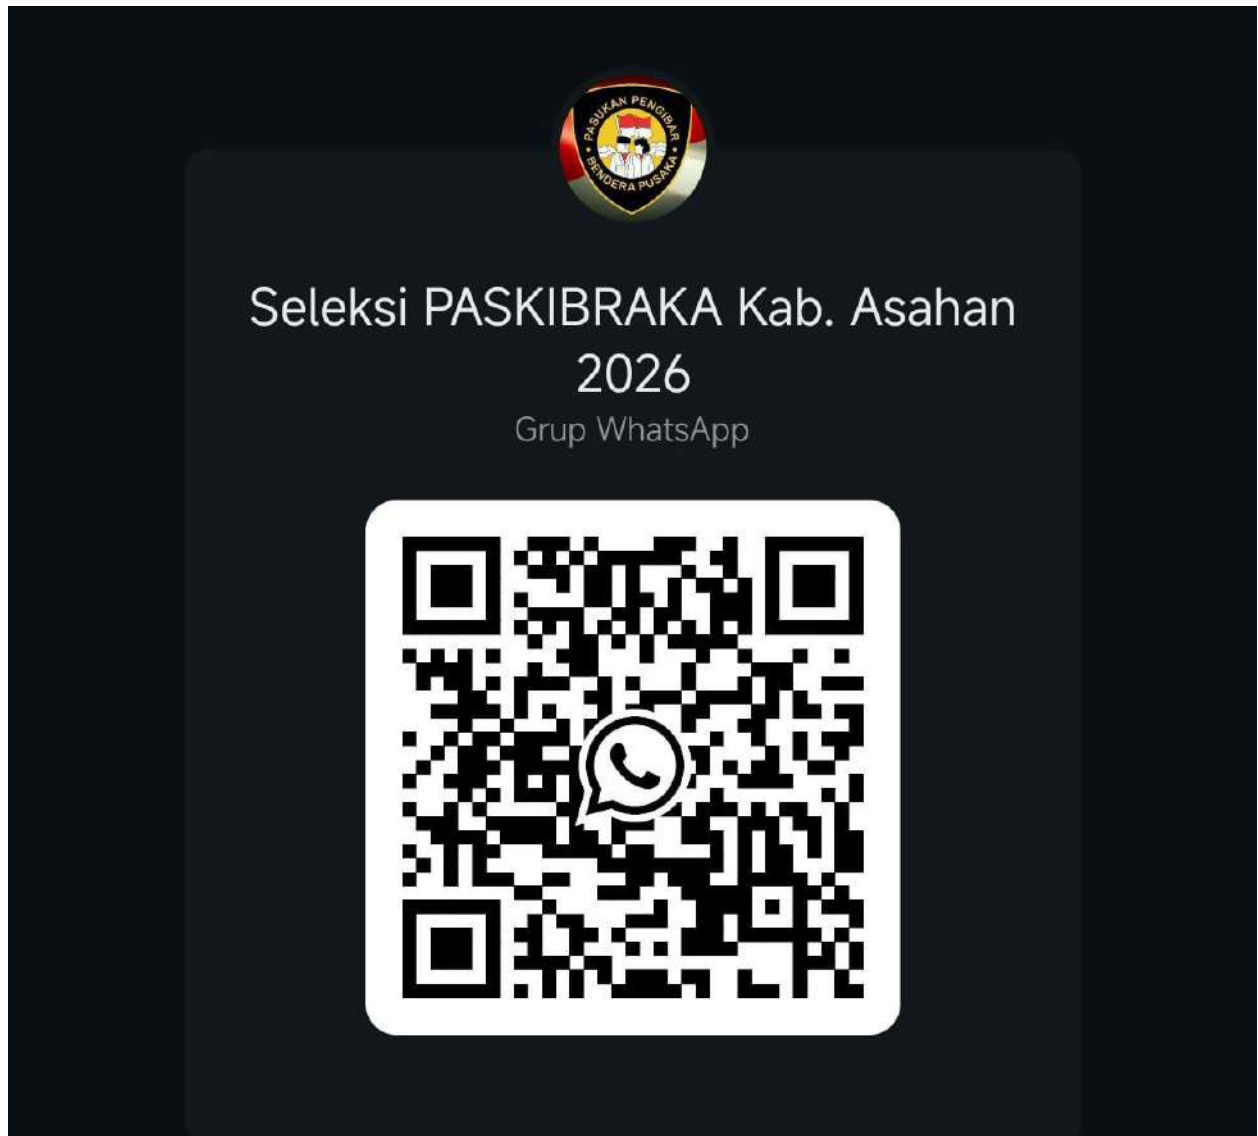 PASUKAN PENGIBAR
BENDERA PUSAKA
Seleksi PASKIBRAKA Kab. Asahan
2026
Grup WhatsApp